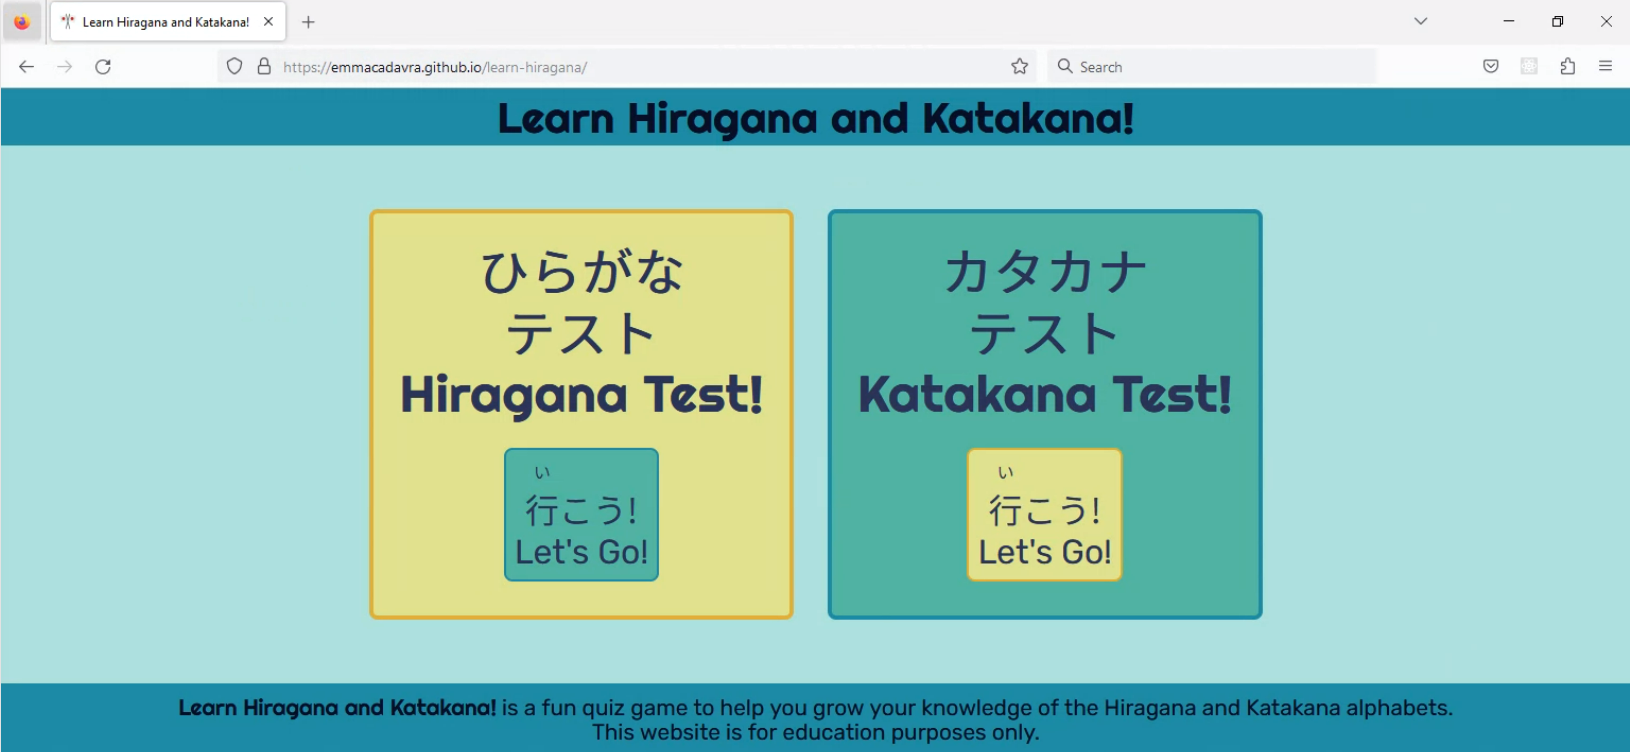 Learn Hiragana and Katakana!
https://emmacadavra.github.io/learn-hiragana/
Search
Learn Hiragana and Katakana!
ひらがな
テスト
Hiragana Test!
い
行こう!
Let's Go!
カタカナ
テスト
Katakana Test!
い
行こう!
Let's Go!
Learn Hiragana and Katakana! is a fun quiz game to help you grow your knowledge of the Hiragana and Katakana alphabets.
This website is for education purposes only.